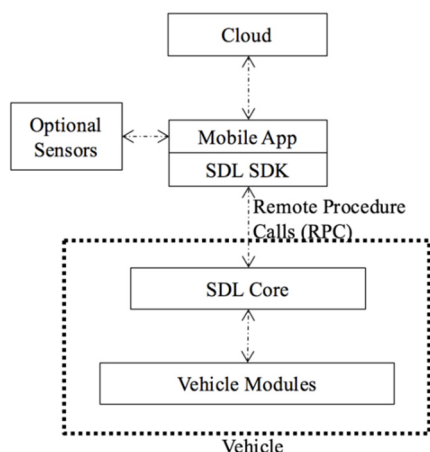 Cloud
Optional
Sensors
Mobile App
SDL SDK
Remote Procedure
Calls (RPC)
SDL Core
Vehicle Modules
Vehicle